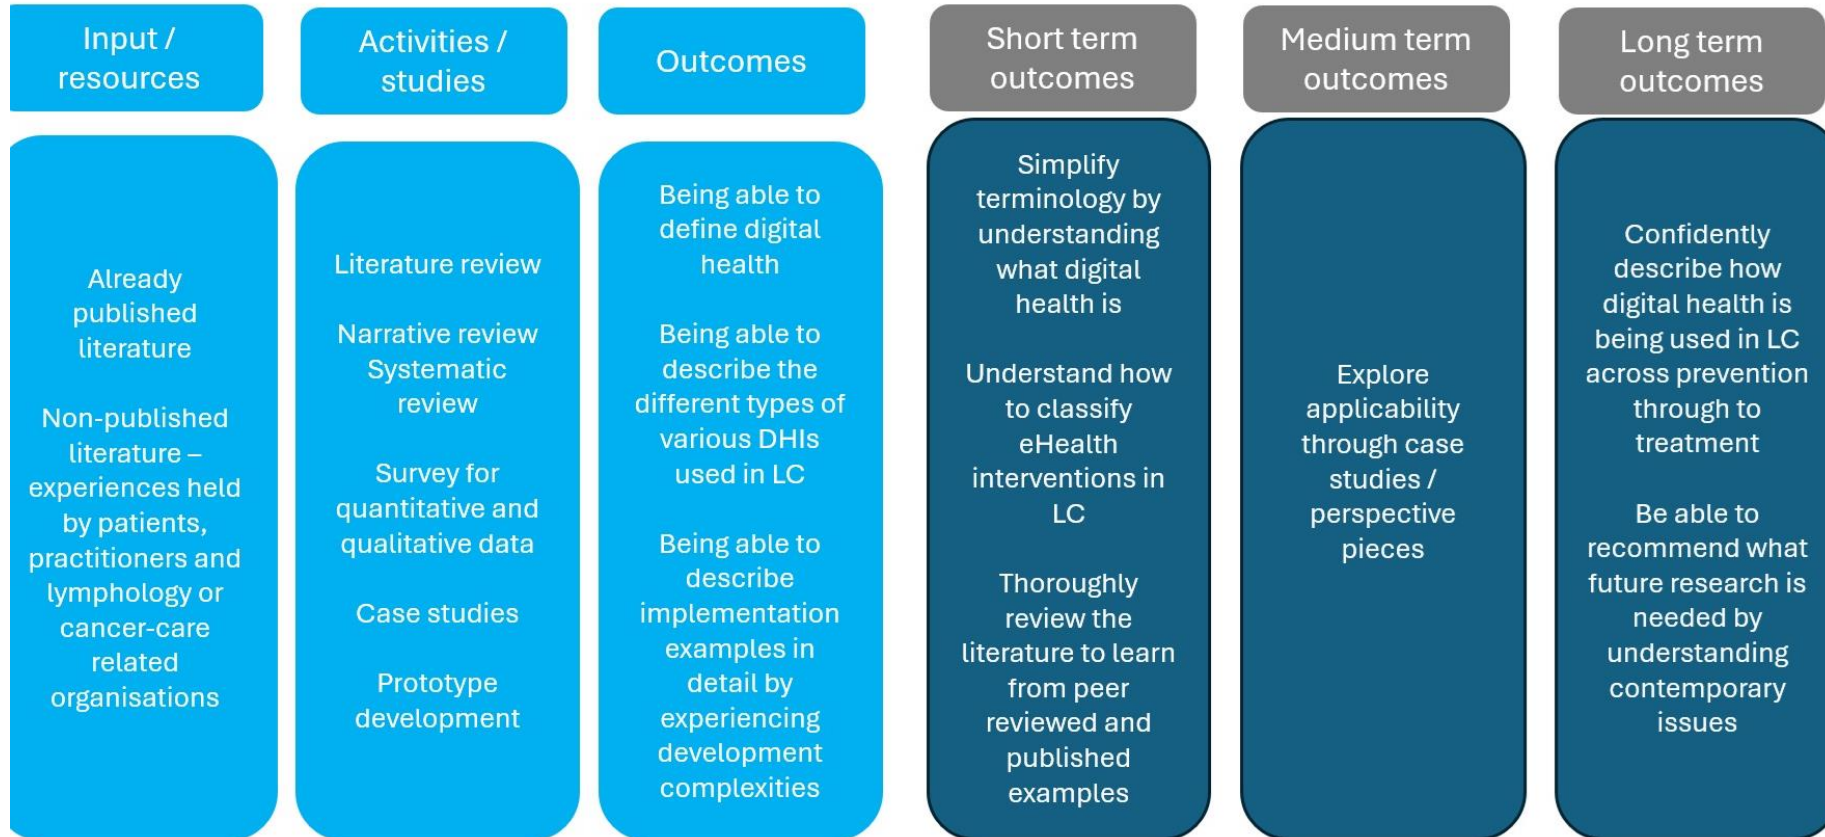 Input /
resources
Already
published
literature
Non-published
literature –
experiences held
by patients,
practitioners and
lymphology or
cancer-care
related
organisations
Activities /
studies
Literature review
Narrative review
Systematic
review
Survey for
quantitative and
qualitative data
Case studies
Prototype
development
Outcomes
Being able to
define digital
health
Being able to
describe the
different types of
various DHIs
used in LC
Being able to
describe
implementation
examples in
detail by
experiencing
development
complexities
Short term
outcomes
Simplify
terminology by
understanding
what digital
health is
Understand how
to classify
eHealth
interventions in
LC
Thoroughly
review the
literature to learn
from peer
reviewed and
published
examples
Medium term
outcomes
Explore
applicability
through case
studies /
perspective
pieces
Long term
outcomes
Confidently
describe how
digital health is
being used in LC
across prevention
through to
treatment
Be able to
recommend what
future research is
needed by
understanding
contemporary
issues